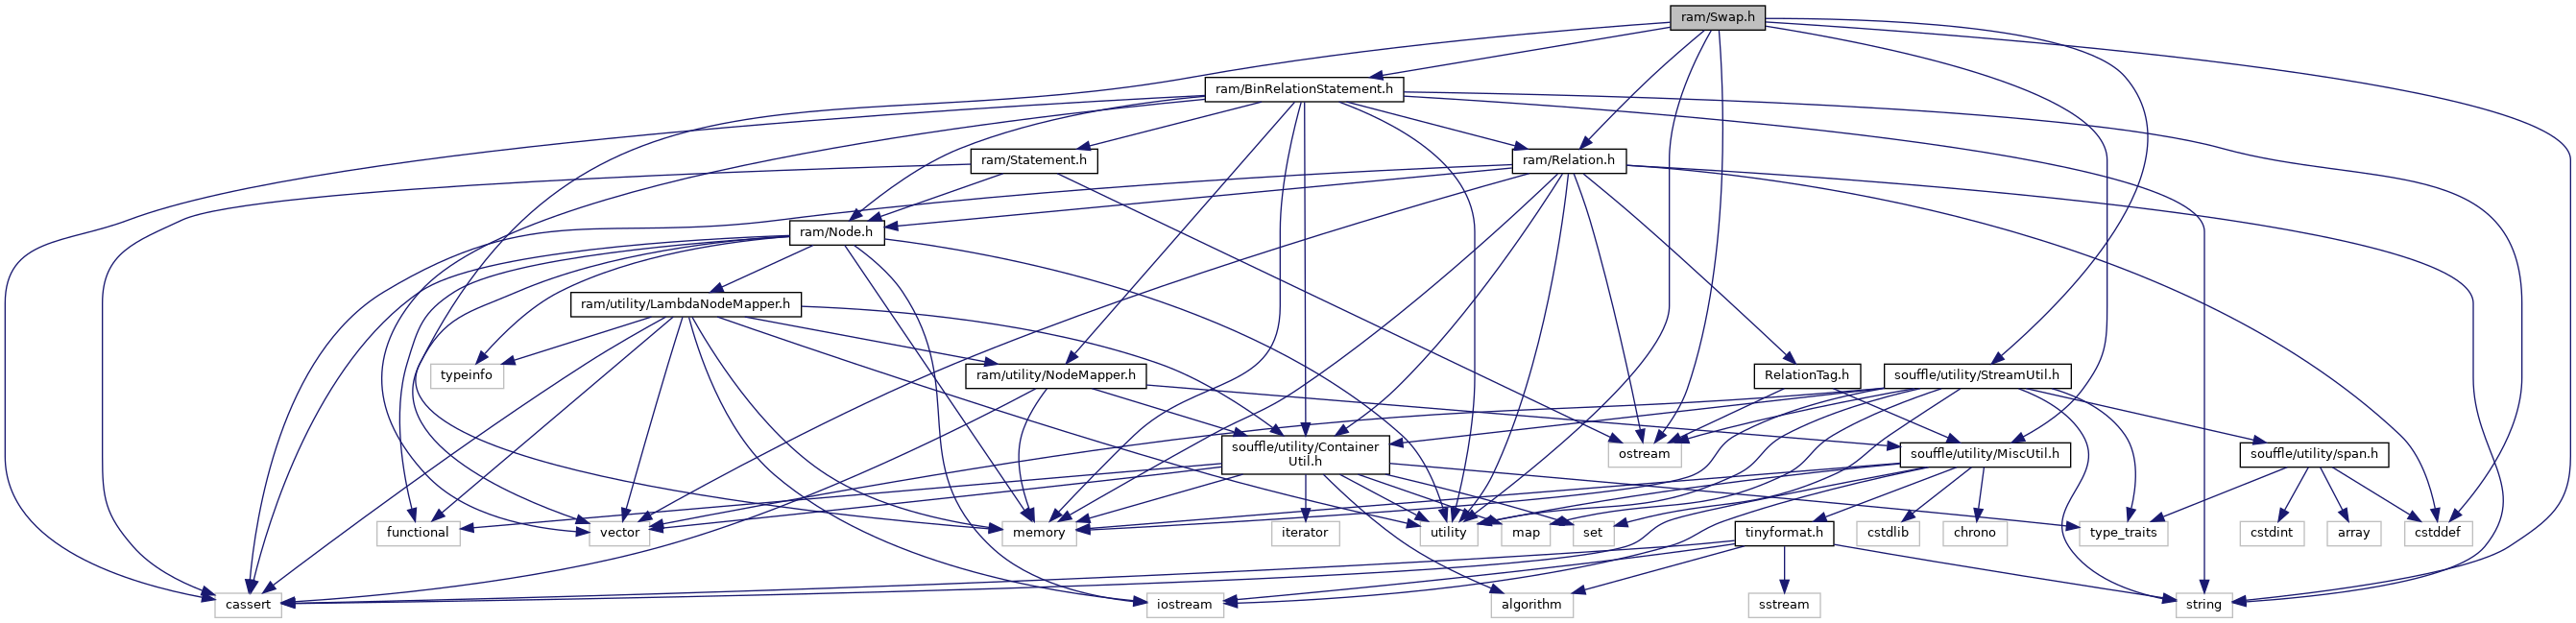 ram/Swap.h
ram/BinRelationStatement.h
ram/Statement.h
ram/Relation.h
ram/Node.h
ram/utility/LambdaNodeMapper.h
typeinfo
ram/utility/NodeMapper.h
RelationTag.h
souffle/utility/StreamUtil.h
souffle/utility/Container
Util.h
ostream
souffle/utility/MiscUtil.h
souffle/utility/span.h
functional
vector
memory
iterator
utility
map
set
tinyformat.h
cstdlib
chrono
type_traits
cstdint
array
cstddef
cassert
iostream
algorithm
sstream
string